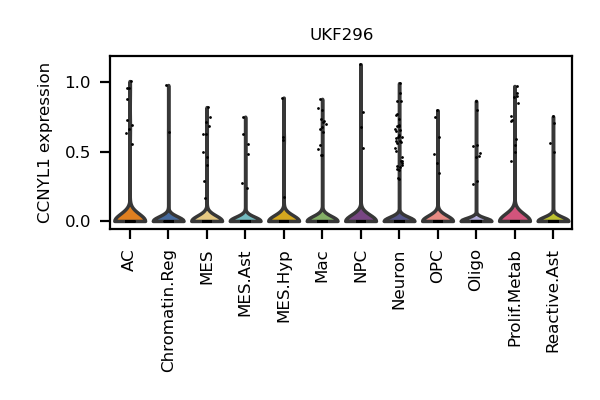 UKF296
CCNYL1 expression
1.0
0.5
0.0
AC
Chromatin.Reg
MES
MES.Ast
MES.Hyp
Mac
NPC
Neuron
OPC
Oligo
Prolif.Metab
Reactive.Ast